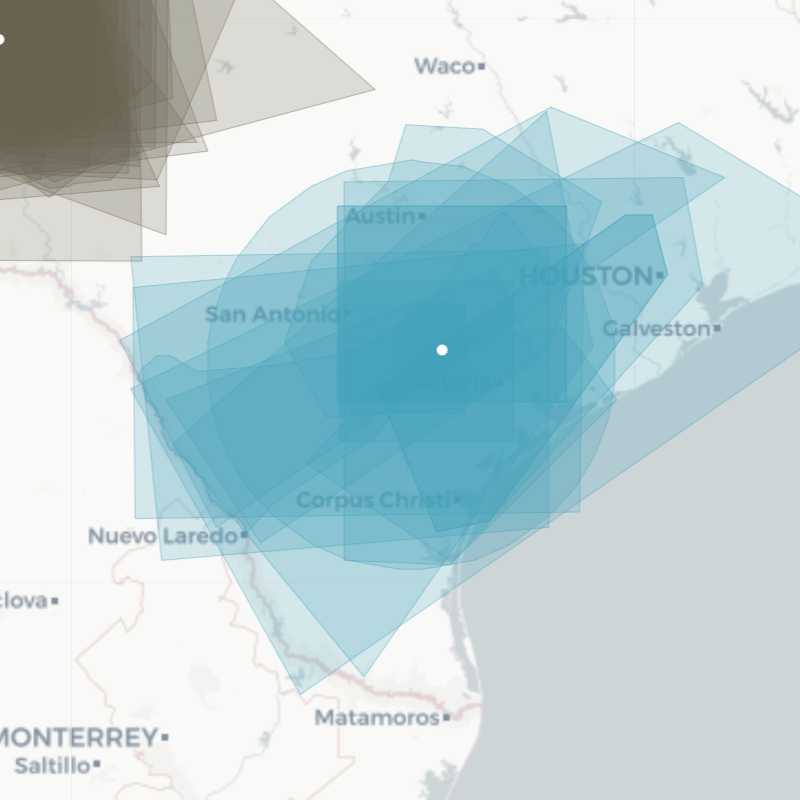 Waco
Austin
HOUSTON
San Antonio
Galveston
Victoria
Corpus Christi
Nuevo Laredo
clova
Matamoros
MONTERREY
Saltillo